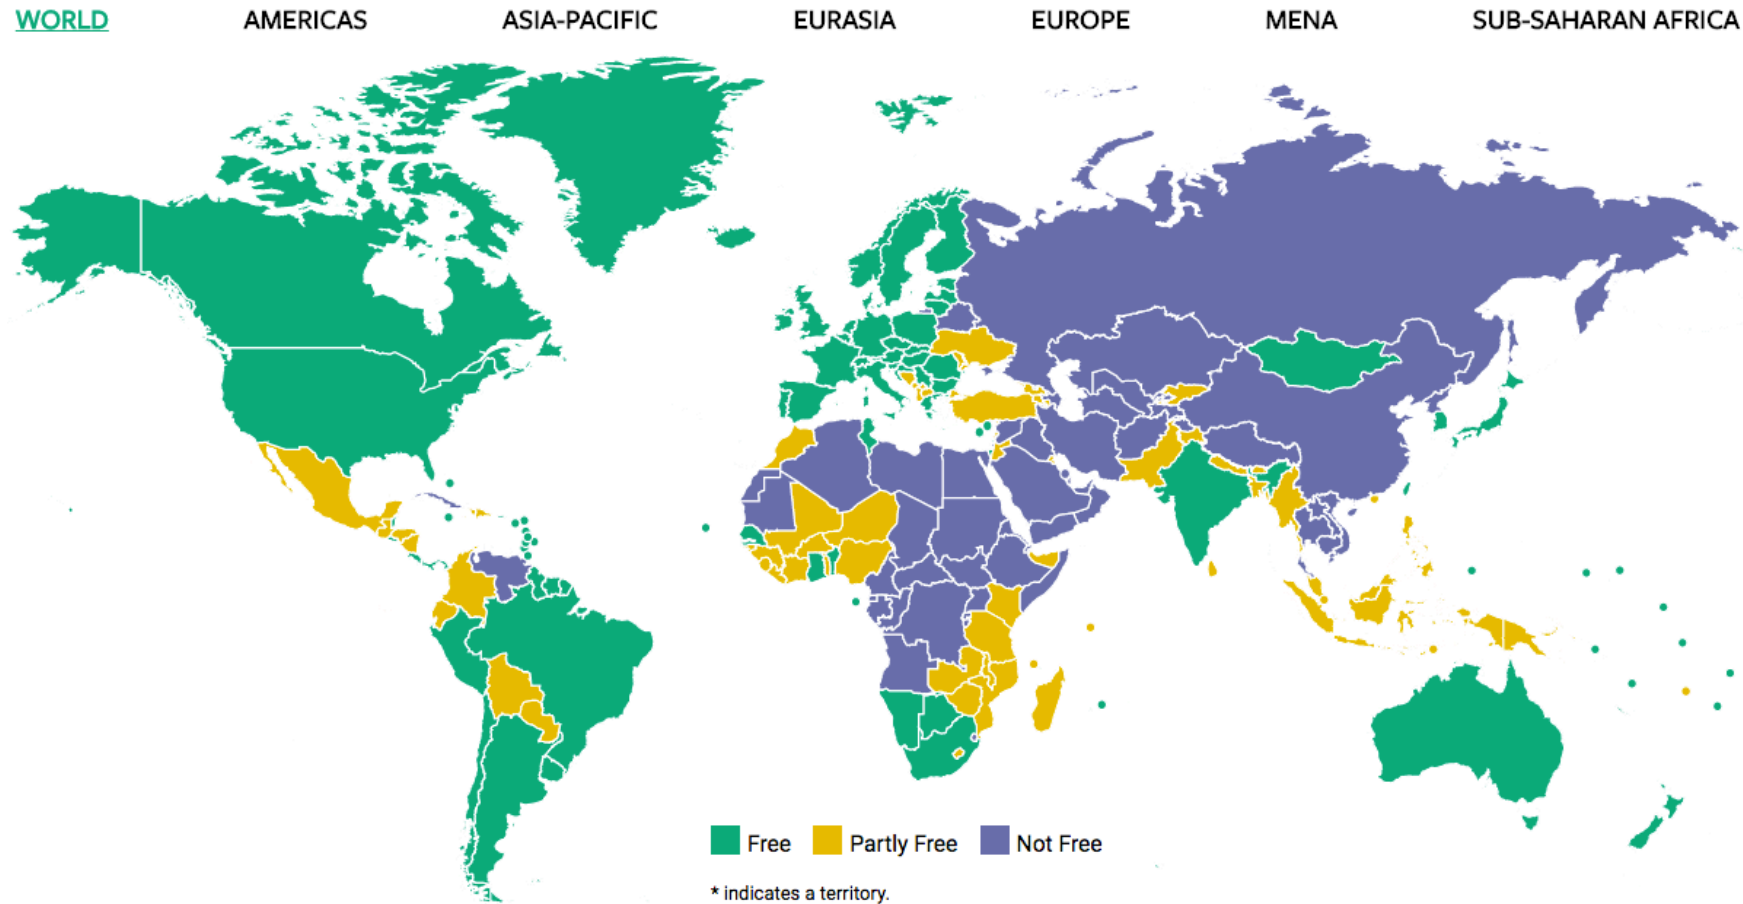 WORLD AMERICAS ASIA-PACIFIC EURASIA EUROPE MENA SUB-SAHARAN AFRICA
Free Partly Free Not Free
* indicates a territory.